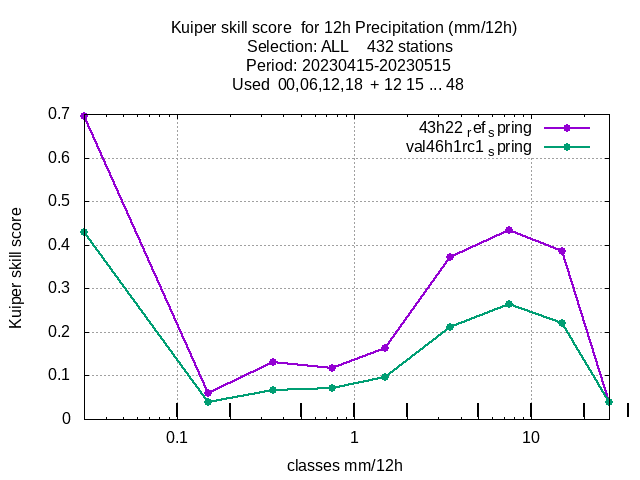 Kuiper skill score  for 12h Precipitation (mm/12h)
Selection: ALL    432 stations
Period: 20230415-20230515
Used  00,06,12,18  + 12 15 ... 48
43h22 ref spring
val46h1rc1 spring
0.7
0.6
0.5
0.4
0.3
0.2
0.1
0
Kuiper skill score
0.1
1
10
classes mm/12h